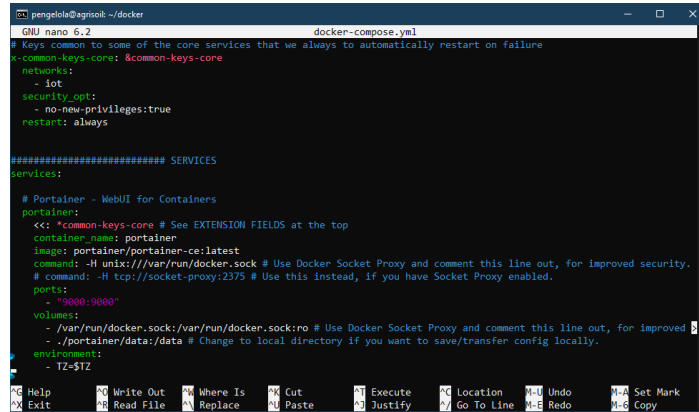 pengelola@agrisoil: ~/docker
GNU nano 6.2 docker-compose.yml
# Keys common to some of the core services that we always to automatically restart on failure
x-common-keys-core: &common-keys-core
  networks:
    - iot
  security_opt:
    - no-new-privileges:true
  restart: always
########################### SERVICES
services:
  # Portainer - WebUI for Containers
  portainer:
    <<: *common-keys-core # See EXTENSION FIELDS at the top
    container_name: portainer
    image: portainer/portainer-ce:latest
    command: -H unix:///var/run/docker.sock # Use Docker Socket Proxy and comment this line out, for improved security.
    # command: -H tcp://socket-proxy:2375 # Use this instead, if you have Socket Proxy enabled.
    ports:
      - "9000:9000"
    volumes:
      - /var/run/docker.sock:/var/run/docker.sock:ro # Use Docker Socket Proxy and comment this line out, for improved >
      - ./portainer/data:/data # Change to local directory if you want to save/transfer config locally.
    environment:
      - TZ=$TZ
^G Help ^O Write Out ^W Where Is ^K Cut ^T Execute ^C Location M-U Undo M-A Set Mark
^X Exit ^R Read File ^\ Replace ^U Paste ^J Justify ^/ Go To Line M-E Redo M-6 Copy